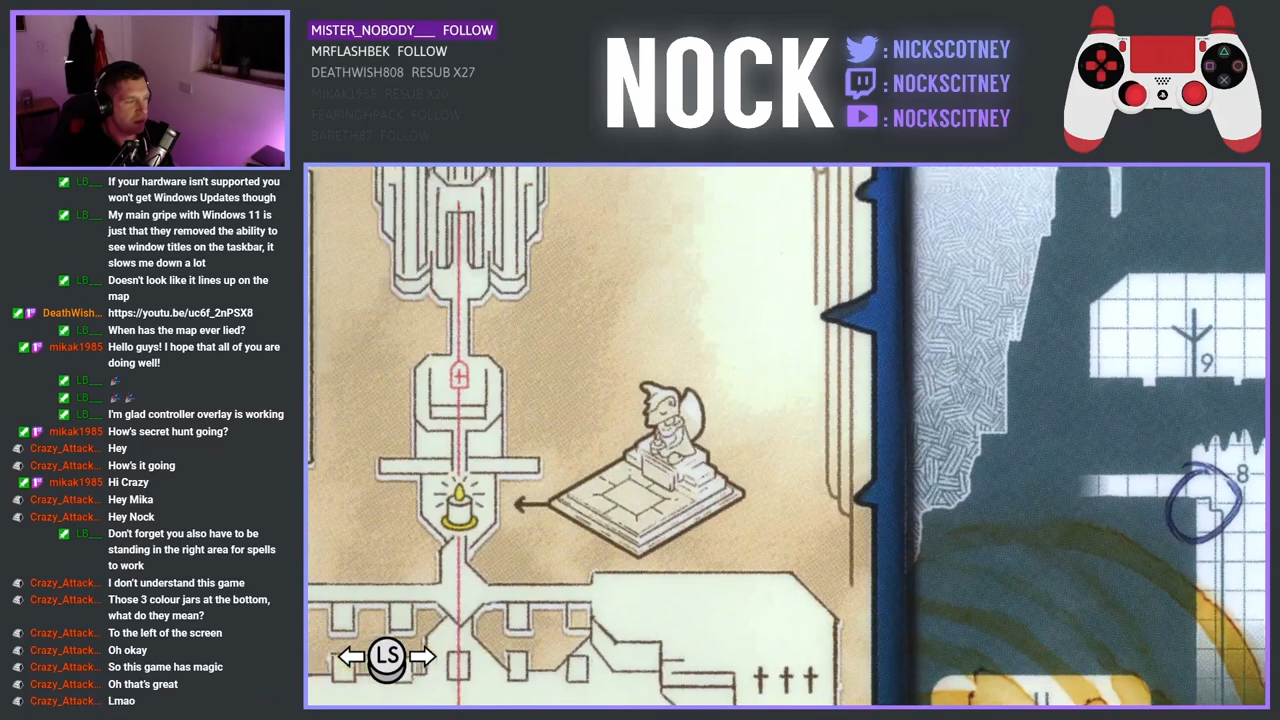 MISTER_NOBODY___ FOLLOW
MRFLASHBEK FOLLOW
DEATHWISH808 RESUB X27
MIKAK1985 RESUB X20
FEARINGHPACK FOLLOW
BARETH87 FOLLOW
NOCK
: NICKSCOTNEY
: NOCKSCITNEY
: NOCKSCITNEY
LB___ If your hardware isn't supported you
won't get Windows Updates though
LB___ My main gripe with Windows 11 is
just that they removed the ability to
see window titles on the taskbar, it
slows me down a lot
LB___ Doesn't look like it lines up on the
map
DeathWish... https://youtu.be/uc6f_2nPSX8
LB___ When has the map ever lied?
mikak1985 Hello guys! I hope that all of you are
doing well!
LB___
LB___
LB___ I'm glad controller overlay is working
mikak1985 How's secret hunt going?
Crazy_Attack... Hey
Crazy_Attack... How's it going
mikak1985 Hi Crazy
Crazy_Attack... Hey Mika
Crazy_Attack... Hey Nock
LB___ Don't forget you also have to be
standing in the right area for spells
to work
Crazy_Attack... I don't understand this game
Crazy_Attack... Those 3 colour jars at the bottom,
what do they mean?
Crazy_Attack... To the left of the screen
Crazy_Attack... Oh okay
Crazy_Attack... So this game has magic
Crazy_Attack... Oh that's great
Crazy_Attack... Lmao
LS
9
8